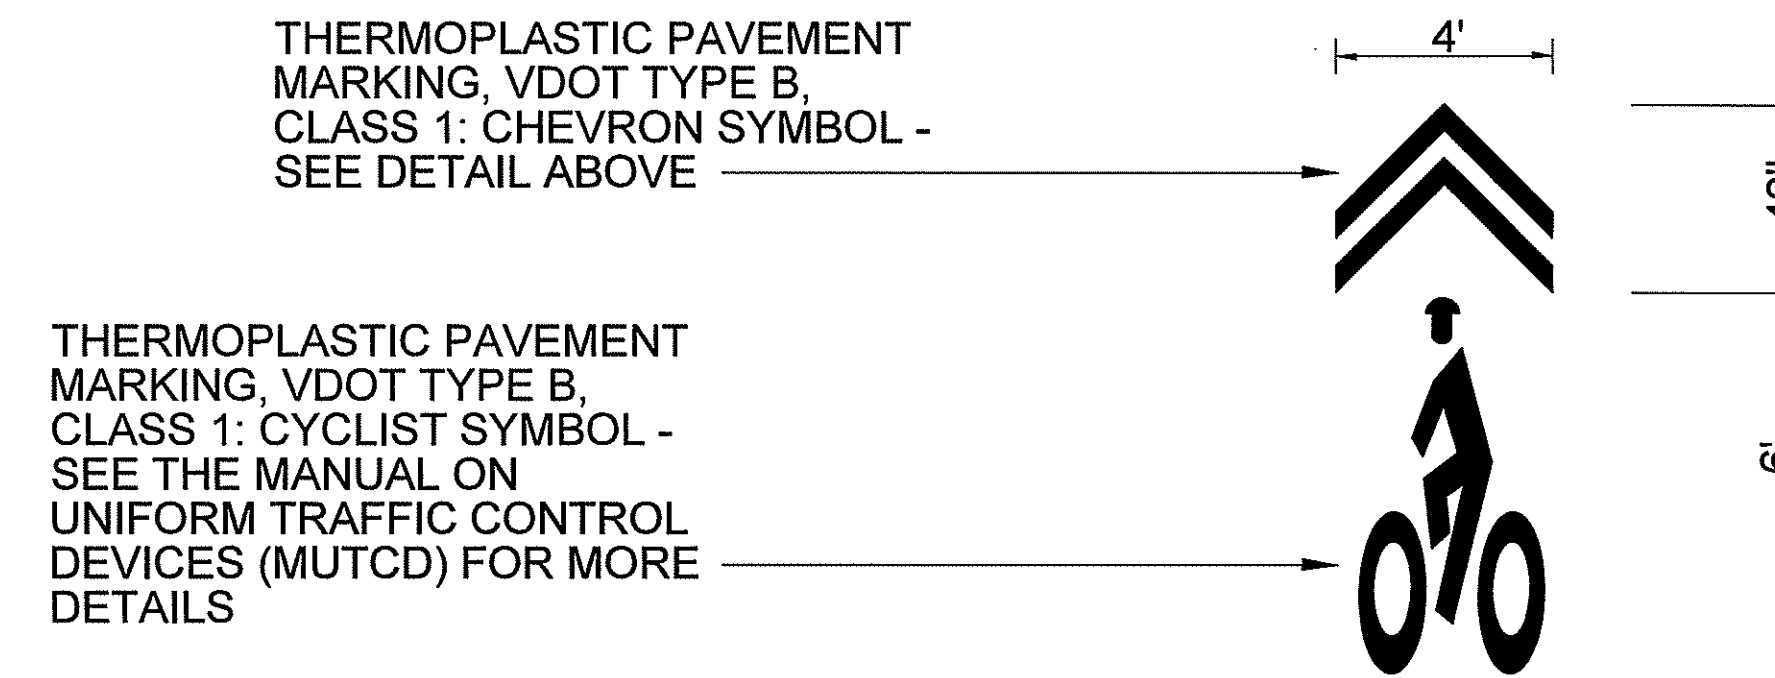 THERMOPLASTIC PAVEMENT
MARKING, VDOT TYPE B,
CLASS 1: CHEVRON SYMBOL -
SEE DETAIL ABOVE
4'
THERMOPLASTIC PAVEMENT
MARKING, VDOT TYPE B,
CLASS 1: CYCLIST SYMBOL -
SEE THE MANUAL ON
UNIFORM TRAFFIC CONTROL
DEVICES (MUTCD) FOR MORE
DETAILS
6'